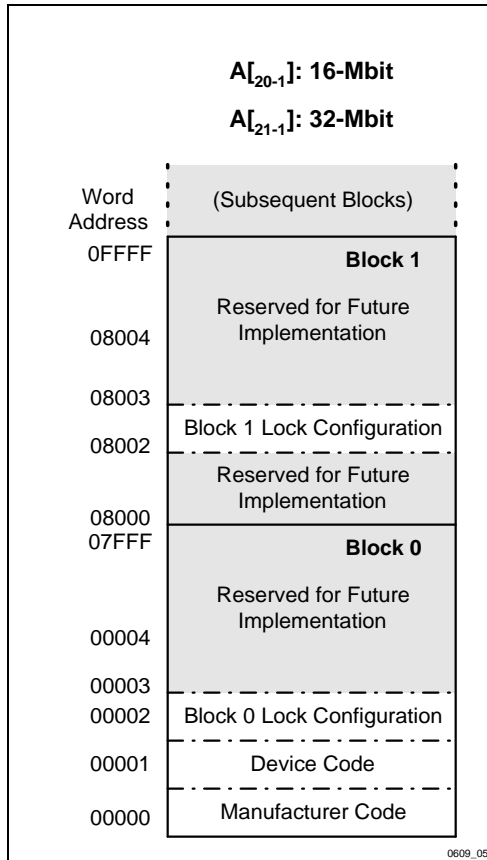 A[20-1]: 16-Mbit
A[21-1]: 32-Mbit
Word
Address
(Subsequent Blocks)
0FFFF
Block 1
Reserved for Future
Implementation
08004
08003
Block 1 Lock Configuration
08002
Reserved for Future
Implementation
08000
07FFF
Block 0
Reserved for Future
Implementation
00004
00003
00002
Block 0 Lock Configuration
00001
Device Code
00000
Manufacturer Code
0609_05